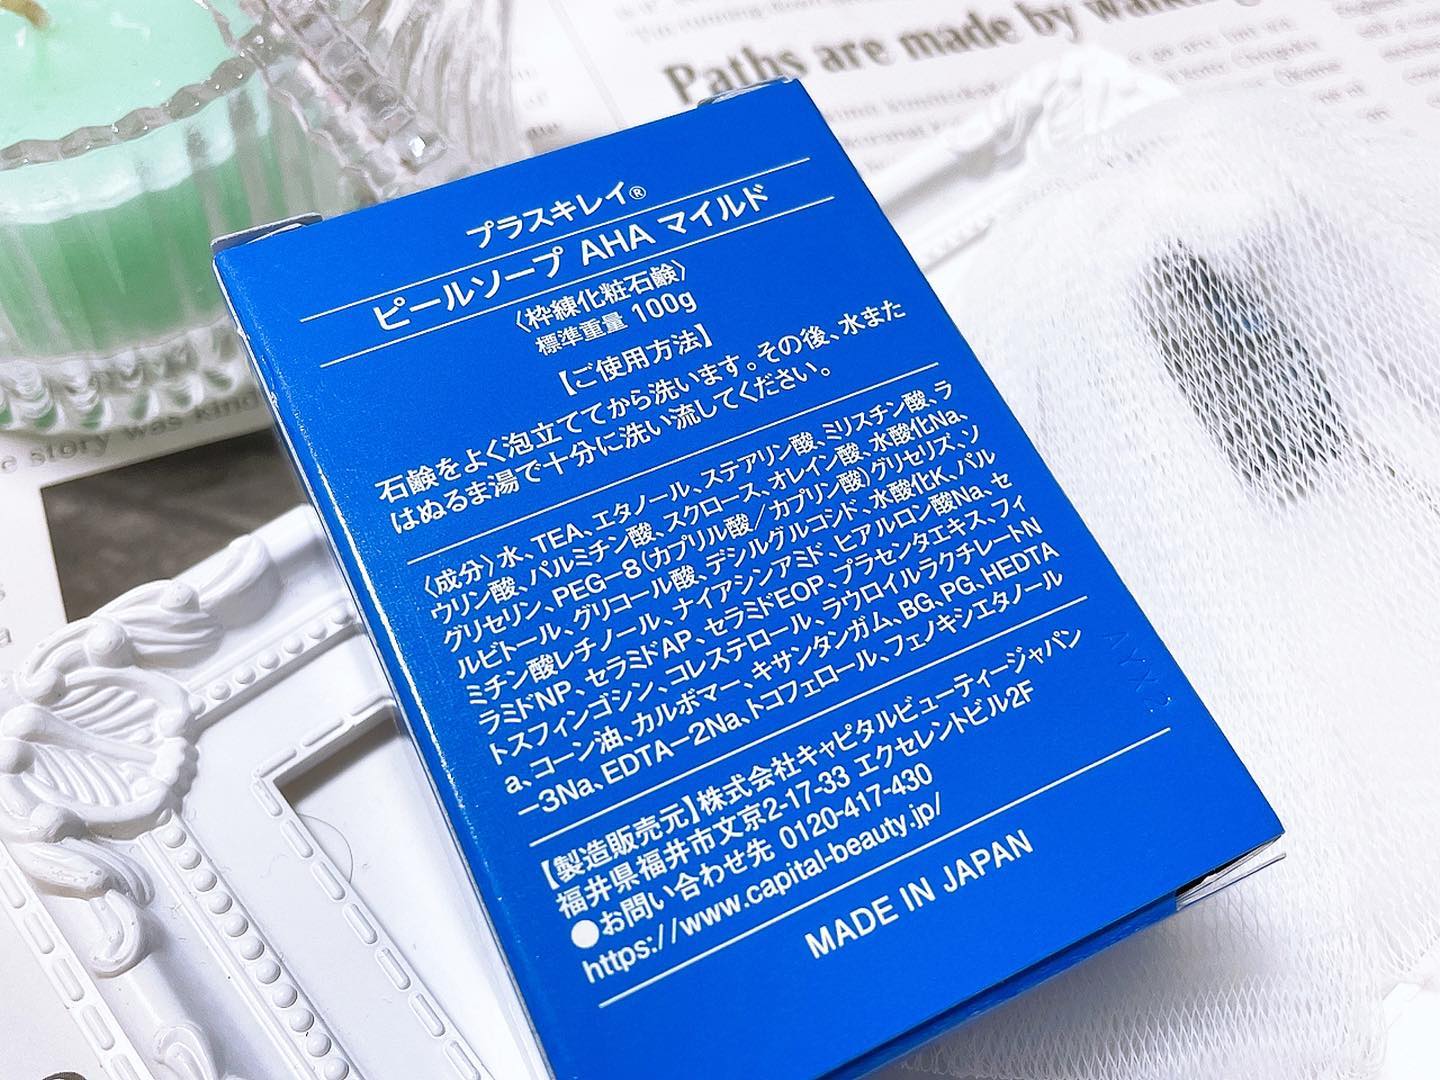 Paths are made by
プラスキレイ®
ピールソープ AHA マイルド
〈枠練化粧石鹸〉
標準重量 100g
【ご使用方法】
石鹸をよく泡立ててから洗います。その後、水また
はぬるま湯で十分に洗い流してください。
〈成分〉水、TEA、エタノール、ステアリン酸、ミリスチン酸、ラ
ウリン酸、パルミチン酸、スクロース、オレイン酸、水酸化Na、
グリセリン、PEG－8(カプリル酸／カプリン酸)グリセリズ、ソ
ルビトール、グリコール酸、デシルグルコシド、水酸化K、パル
ミチン酸レチノール、ナイアシンアミド、ヒアルロン酸Na、セ
ラミドNP、セラミドAP、セラミドEOP、プラセンタエキス、フィ
トスフィンゴシン、コレステロール、ラウロイルラクチレートN
a、コーン油、カルボマー、キサンタンガム、BG、PG、HEDTA
－3Na、EDTA－2Na、トコフェロール、フェノキシエタノール
【製造販売元】株式会社キャピタルビューティージャパン
福井県福井市文京2-17-33 エクセレントビル2F
●お問い合わせ先 0120-417-430
https://www.capital-beauty.jp/
MADE IN JAPAN
story was kind